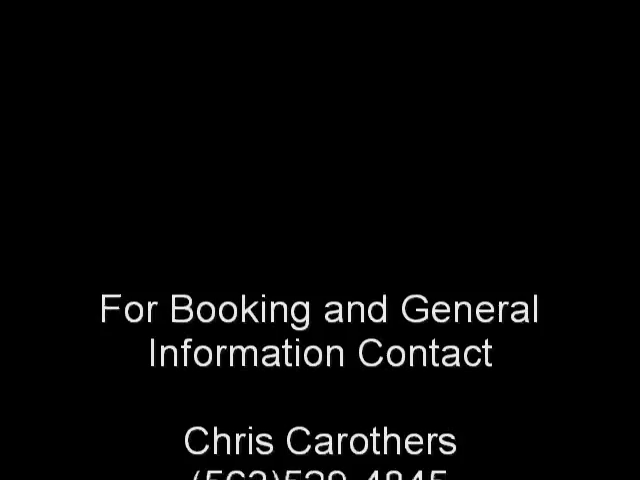 For Booking and General
Information Contact
Chris Carothers